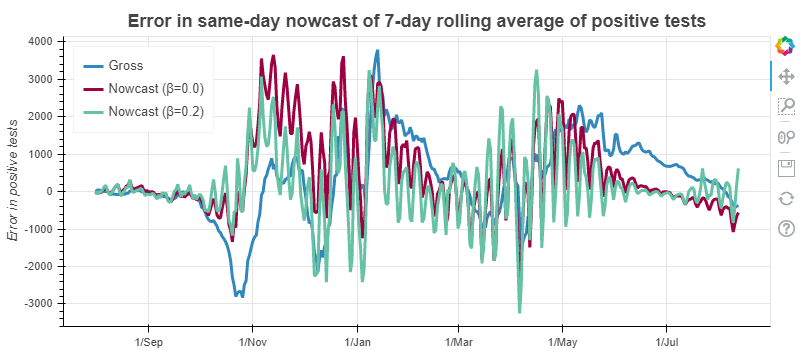 Error in same-day nowcast of 7-day rolling average of positive tests
Error in positive tests
4000
3000
2000
1000
0
-1000
-2000
-3000
Gross
Nowcast (β=0.0)
Nowcast (β=0.2)
1/Sep
1/Nov
1/Jan
1/Mar
1/May
1/Jul